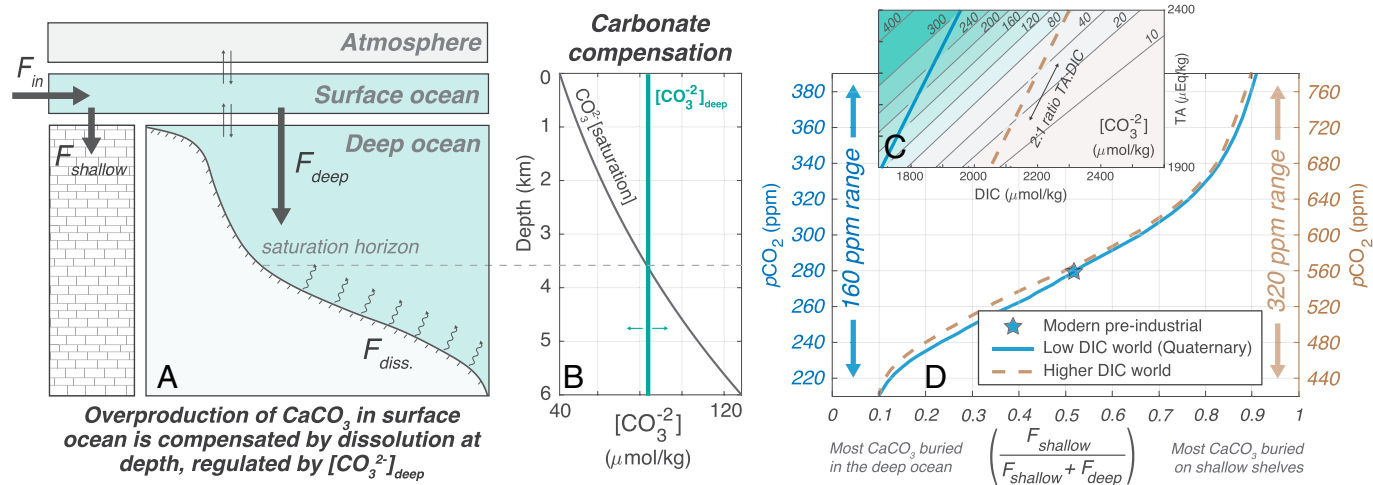 A
Atmosphere
F_in
Surface ocean
Deep ocean
F_shallow
F_deep
saturation horizon
F_diss.
Overproduction of CaCO₃ in surface
ocean is compensated by dissolution at
depth, regulated by [CO₃²⁻]_deep
Carbonate
compensation
0
1
2
3
4
5
6
Depth (km)
CO₃²⁻ [saturation]
[CO₃⁻²]_deep
B
40
120
[CO₃⁻²]
(μmol/kg)
400
300
240
200
160
120
80
40
20
10
2:1 ratio TA:DIC
[CO₃⁻²]
(μmol/kg)
C
2400
TA (μEq/kg)
1900
1800
2000
2200
2400
DIC (μmol/kg)
380
360
340
320
300
280
260
240
220
pCO₂ (ppm)
160 ppm range
760
720
680
640
600
560
520
480
440
pCO₂ (ppm)
320 ppm range
Modern pre-industrial
Low DIC world (Quaternary)
Higher DIC world
D
0
0.1
0.2
0.3
0.4
0.5
0.6
0.7
0.8
0.9
1
Most CaCO₃ buried
in the deep ocean
(F_shallow
F_shallow + F_deep)
Most CaCO₃ buried
on shallow shelves